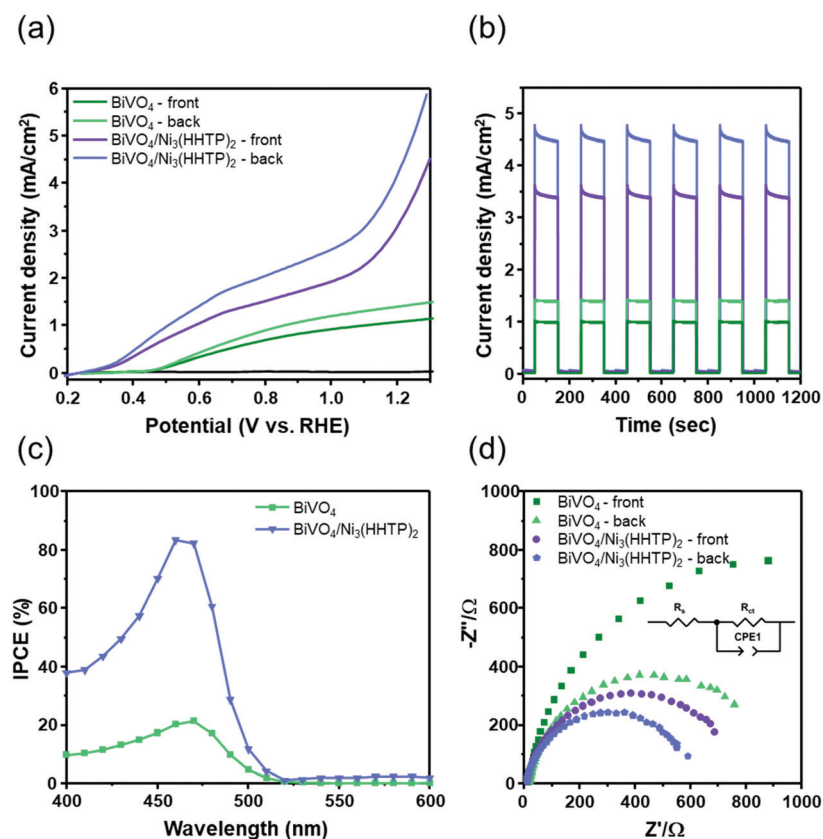 (a)
6
5
4
3
2
1
0
0.2 0.4 0.6 0.8 1.0 1.2
Current density (mA/cm²)
Potential (V vs. RHE)
BiVO₄ - front
BiVO₄ - back
BiVO₄/Ni₃(HHTP)₂ - front
BiVO₄/Ni₃(HHTP)₂ - back
(b)
5
4
3
2
1
0
0 200 400 600 800 1000 1200
Current density (mA/cm²)
Time (sec)
(c)
100
80
60
40
20
0
400 450 500 550 600
IPCE (%)
Wavelength (nm)
BiVO₄
BiVO₄/Ni₃(HHTP)₂
(d)
1000
800
600
400
200
0
0 200 400 600 800 1000
-Z"/Ω
Z'/Ω
BiVO₄ - front
BiVO₄ - back
BiVO₄/Ni₃(HHTP)₂ - front
BiVO₄/Ni₃(HHTP)₂ - back
Rs Rct
CPE1